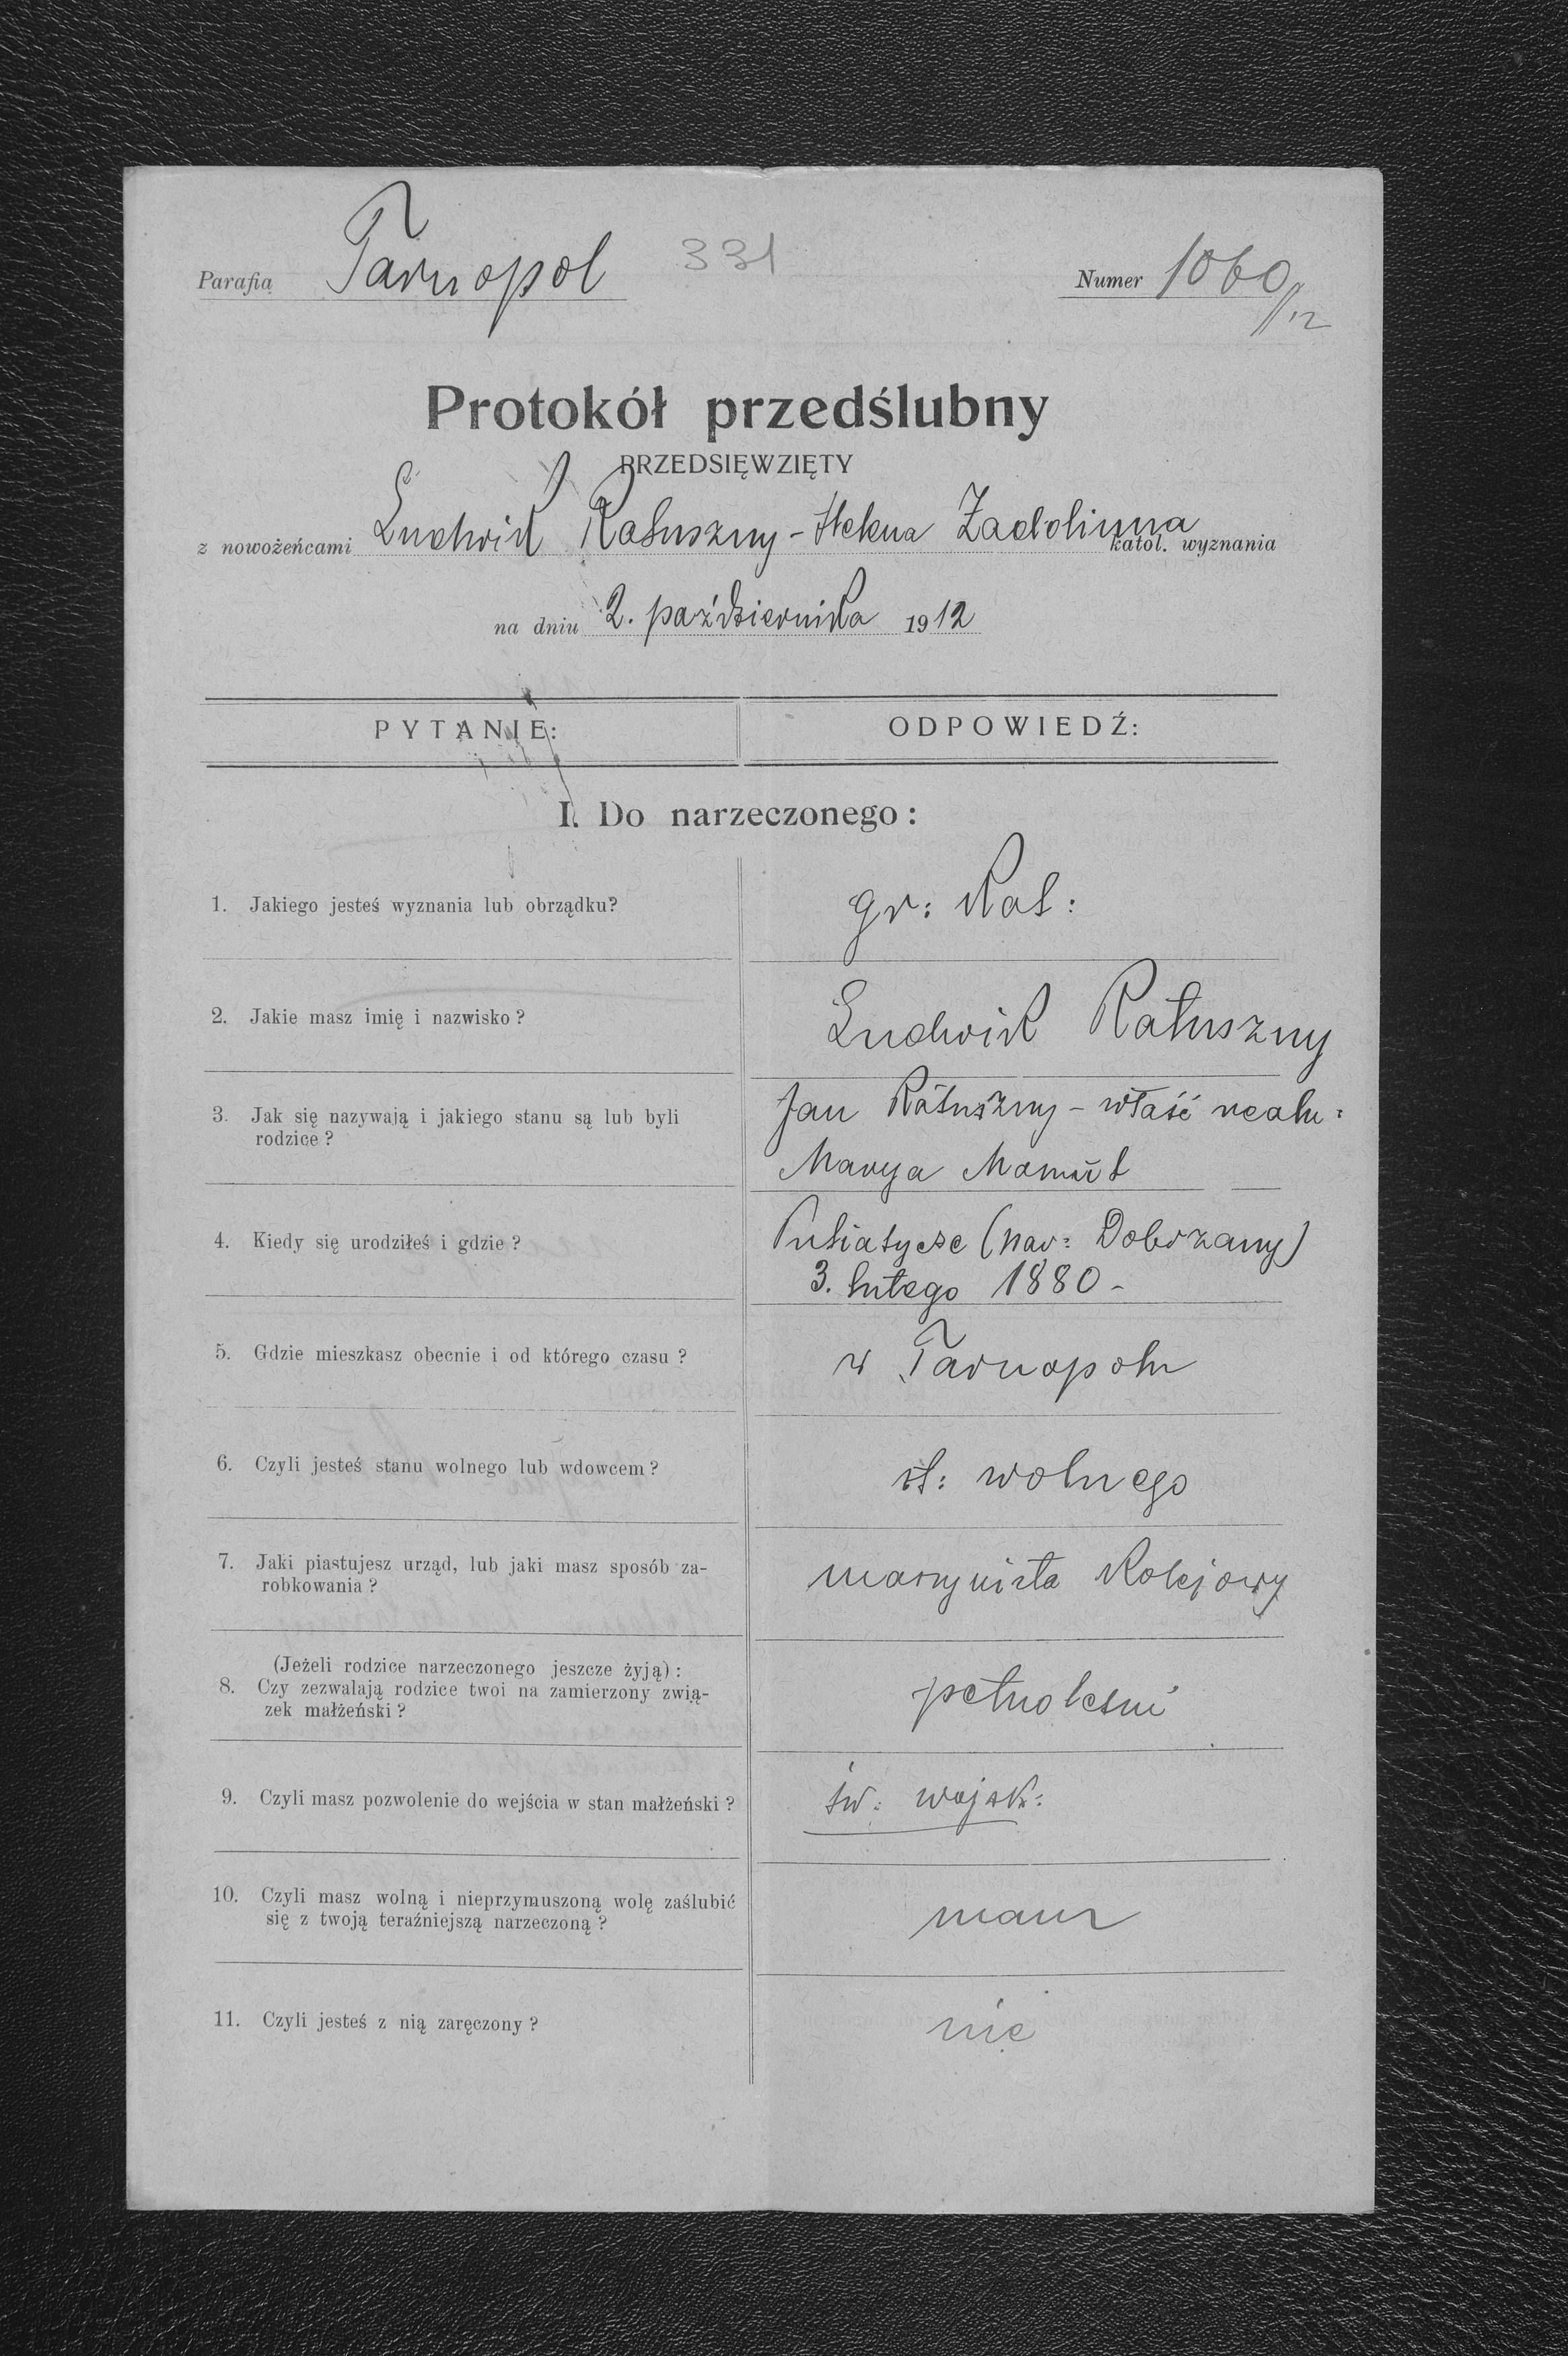 Parafia Tarnopol 331 Numer 1060/12
Protokół przedślubny
PRZEDSIĘWZIĘTY
z nowożeńcami Ludwik Ratuszny - Helena Zadolinna katol. wyznania
na dniu 2. października 1912
PYTANIE: ODPOWIEDŹ:
I. Do narzeczonego:
1. Jakiego jesteś wyznania lub obrządku? gr: kat:
2. Jakie masz imię i nazwisko? Ludwik Ratuszny
3. Jak się nazywają i jakiego stanu są lub byli Jan Ratuszny - właść realn:
rodzice? Marya
4. Kiedy się urodziłeś i gdzie? Putiatycze (par: Dobrzany)
3. lutego 1880 -
5. Gdzie mieszkasz obecnie i od którego czasu? w Tarnopolu
6. Czyli jesteś stanu wolnego lub wdowcem? st: wolnego
7. Jaki piastujesz urząd, lub jaki masz sposób za- maszynista kolejowy
robkowania?
(Jeżeli rodzice narzeczonego jeszcze żyją):
8. Czy zezwalają rodzice twoi na zamierzony zwią- pełnoletni
zek małżeński?
9. Czyli masz pozwolenie do wejścia w stan małżeński? św: wojsk:
10. Czyli masz wolną i nieprzymuszoną wolę zaślubić mam
się z twoją teraźniejszą narzeczoną?
11. Czyli jesteś z nią zaręczony? nie